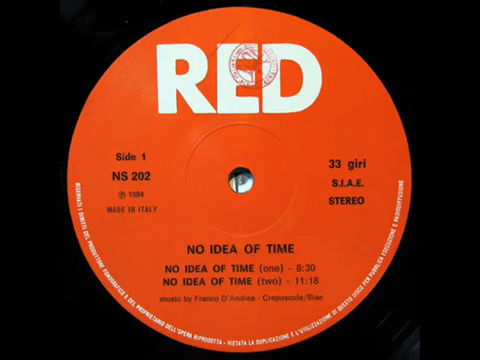 RED
Side 1
NS 202
℗ 1984
MADE IN ITALY
33 giri
S.I.A.E.
STEREO
NO IDEA OF TIME
NO IDEA OF TIME (one) - 8:30
NO IDEA OF TIME (two) - 11:18
music by Franco D'Andrea - Crepuscule/Siae
RISERVATI I DIRITTI DEL PRODUTTORE FONOGRAFICO E DEL PROPRIETARIO DELL'OPERA RIPRODOTTA - VIETATA LA DUPLICAZIONE E L'UTILIZZAZIONE DI QUESTO DISCO PER PUBBLICA ESECUZIONE E RADIODIFFUSIONE